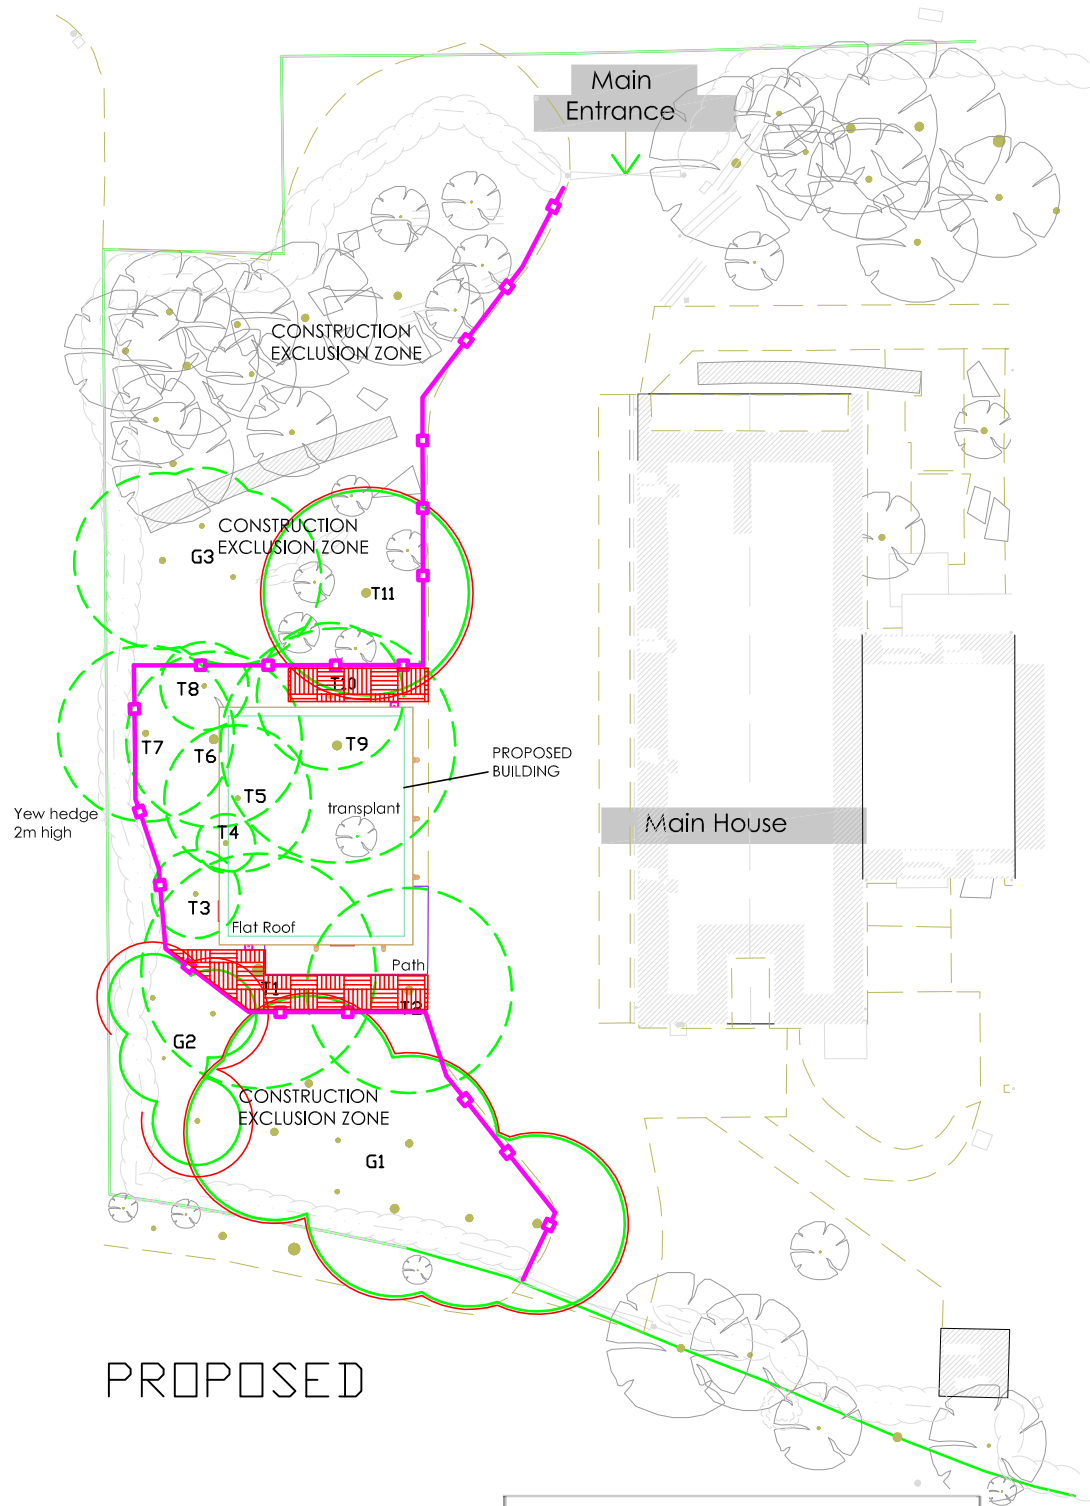 Main
Entrance
CONSTRUCTION
EXCLUSION ZONE
CONSTRUCTION
EXCLUSION ZONE
G3
T11
T10
T8
T7
T6
T9
PROPOSED
BUILDING
T5
transplant
Yew hedge
2m high
T4
Main House
T3
Flat Roof
Path
T1
T2
G2
CONSTRUCTION
EXCLUSION ZONE
G1
PROPOSED